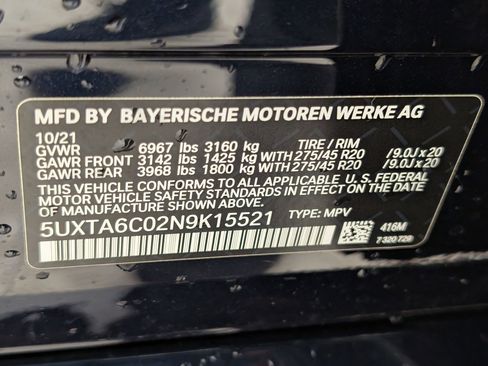 MFD BY BAYERISCHE MOTOREN WERKE AG
10/21
GVWR 6967 lbs 3160 kg TIRE / RIM
GAWR FRONT 3142 lbs 1425 kg WITH 275/45 R20 /9.0J x 20
GAWR REAR 3968 lbs 1800 kg WITH 275/45 R20 /9.0J x 20
THIS VEHICLE CONFORMS TO ALL APPLICABLE U.S. FEDERAL
MOTOR VEHICLE SAFETY STANDARDS IN EFFECT ON THE
DATE OF MANUFACTURE SHOWN ABOVE.
5UXTA6C02N9K15521 TYPE: MPV
416M
7 320 729